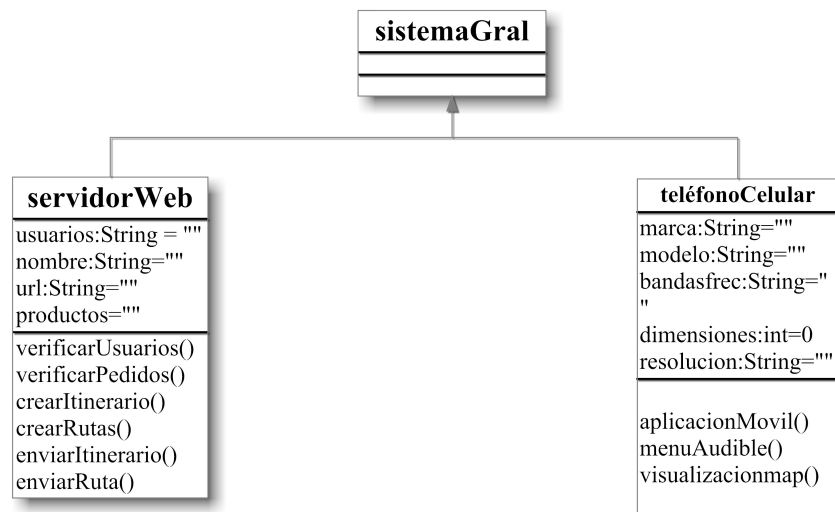 sistemaGral
servidorWeb
usuarios:String = ""
nombre:String=""
url:String=""
productos=""
verificarUsuarios()
verificarPedidos()
crearItinerario()
crearRutas()
enviarItinerario()
enviarRuta()
teléfonoCelular
marca:String=""
modelo:String=""
bandasfrec:String="
"
dimensiones:int=0
resolucion:String=""
aplicacionMovil()
menuAudible()
visualizacionmap()